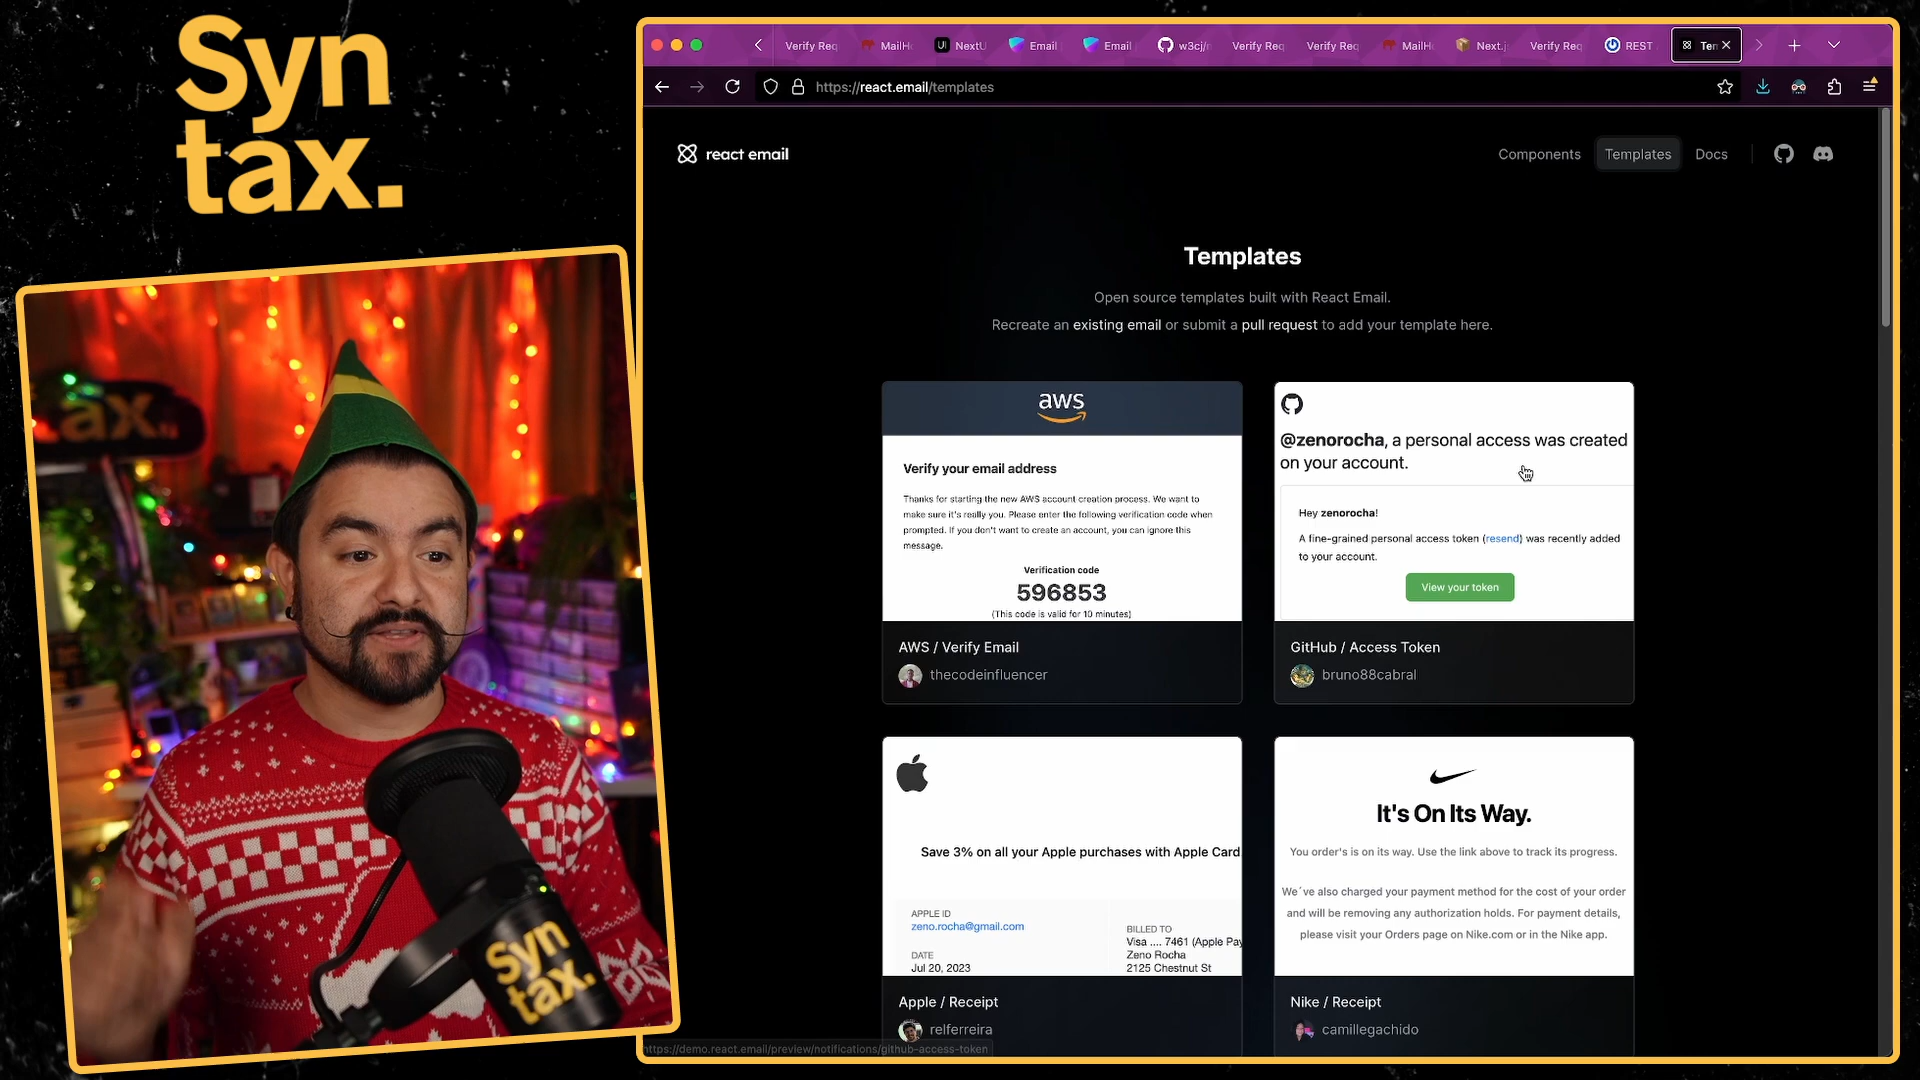 Syn
tax.
ax.
Syn
tax.
Verify Req
MailHo
UI NextU
Email
Email
w3cj/n
Verify Req
Verify Req
MailHo
Next.j
Verify Req
REST
Ten
https://react.email/templates
react email
Components
Templates
Docs
Templates
Open source templates built with React Email.
Recreate an existing email or submit a pull request to add your template here.
aws
Verify your email address
Thanks for starting the new AWS account creation process. We want to
make sure it's really you. Please enter the following verification code when
prompted. If you don't want to create an account, you can ignore this
message.
Verification code
596853
(This code is valid for 10 minutes)
AWS / Verify Email
thecodeinfluencer
@zenorocha, a personal access was created
on your account.
Hey zenorocha!
A fine-grained personal access token (resend) was recently added
to your account.
View your token
GitHub / Access Token
bruno88cabral
Save 3% on all your Apple purchases with Apple Card
APPLE ID
zeno.rocha@gmail.com
DATE
Jul 20, 2023
BILLED TO
Visa .... 7461 (Apple Pay
Zeno Rocha
2125 Chestnut St
Apple / Receipt
relferreira
It's On Its Way.
You order's is on its way. Use the link above to track its progress.
We´ve also charged your payment method for the cost of your order
and will be removing any authorization holds. For payment details,
please visit your Orders page on Nike.com or in the Nike app.
Nike / Receipt
camillegachido
https://demo.react.email/preview/notifications/github-access-token